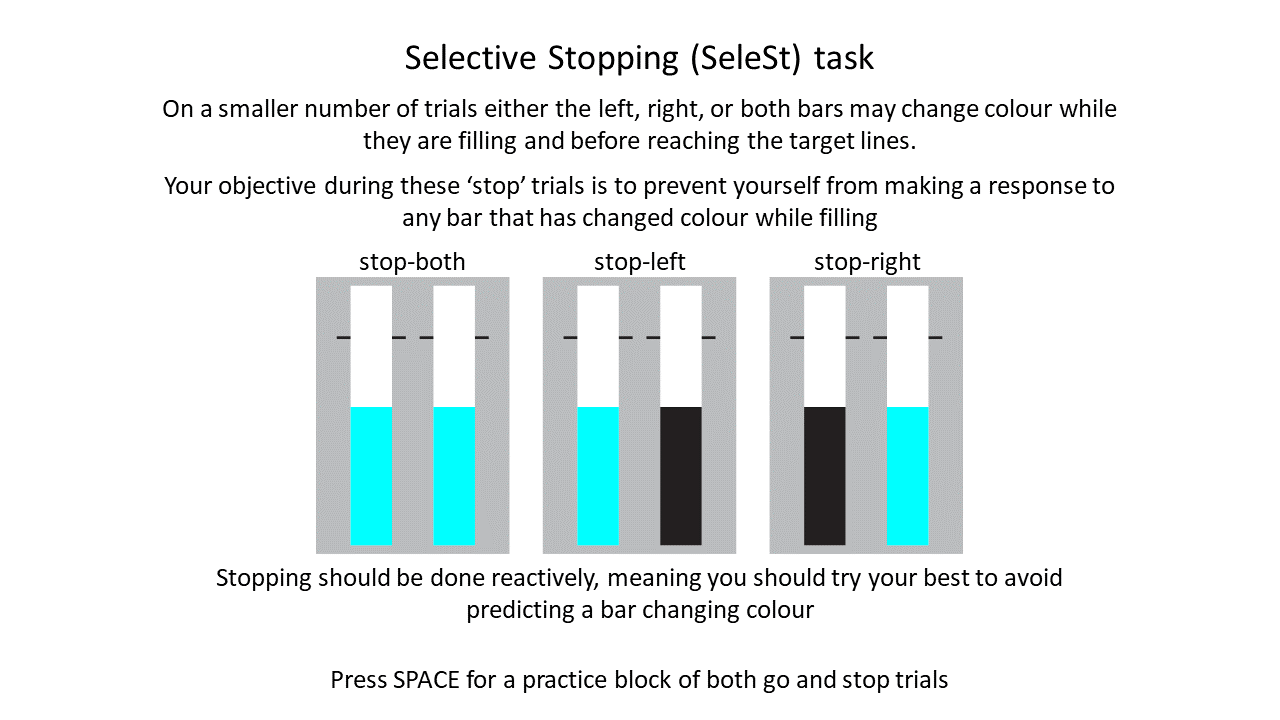 Selective Stopping (SeleSt) task
On a smaller number of trials either the left, right, or both bars may change colour while
they are filling and before reaching the target lines.
Your objective during these ‘stop’ trials is to prevent yourself from making a response to
any bar that has changed colour while filling
stop-both
stop-left
stop-right
Stopping should be done reactively, meaning you should try your best to avoid
predicting a bar changing colour
Press SPACE for a practice block of both go and stop trials